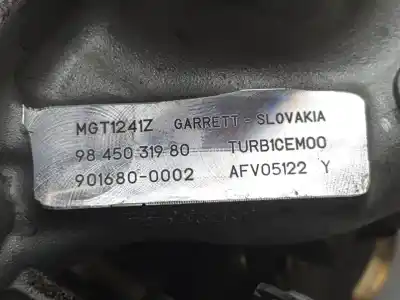 MGT1241Z GARRETT - SLOVAKIA
98 450 319 80 TURB1CEM00
901680-0002 AFV05122 Y